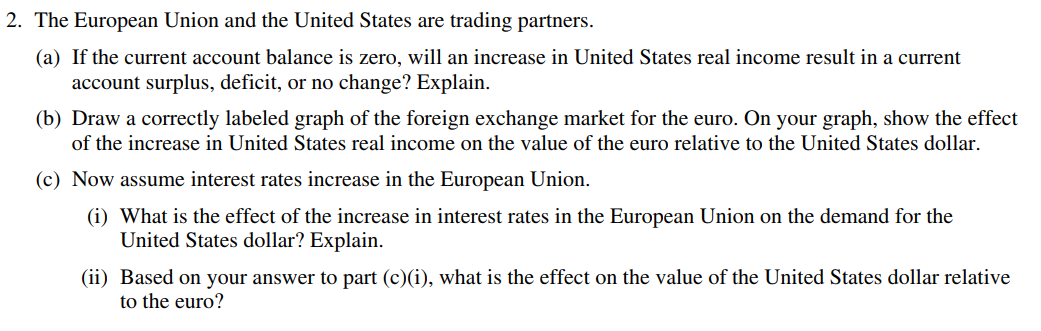 2. The European Union and the United States are trading partners.
(a) If the current account balance is zero, will an increase in United States real income result in a current
account surplus, deficit, or no change? Explain.
(b) Draw a correctly labeled graph of the foreign exchange market for the euro. On your graph, show the effect
of the increase in United States real income on the value of the euro relative to the United States dollar.
(c) Now assume interest rates increase in the European Union.
(i) What is the effect of the increase in interest rates in the European Union on the demand for the
United States dollar? Explain.
(ii) Based on your answer to part (c)(i), what is the effect on the value of the United States dollar relative
to the euro?